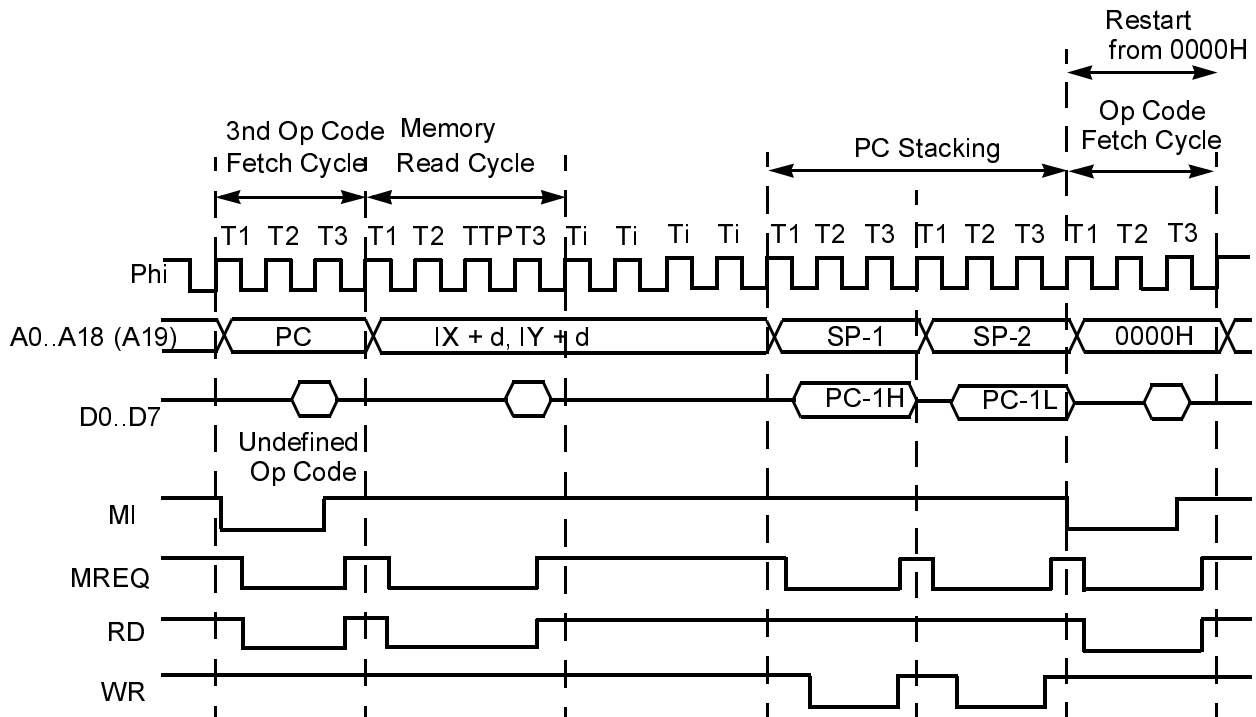 Restart
from 0000H
3nd Op Code
Fetch Cycle
Memory
Read Cycle
PC Stacking
Op Code
Fetch Cycle
T1 T2 T3 T1 T2 TTP T3 Ti Ti Ti Ti T1 T2 T3 T1 T2 T3 T1 T2 T3
Phi
A0..A18 (A19) PC IX + d, IY + d SP-1 SP-2 0000H
D0..D7 PC-1H PC-1L
Undefined
Op Code
MI
MREQ
RD
WR